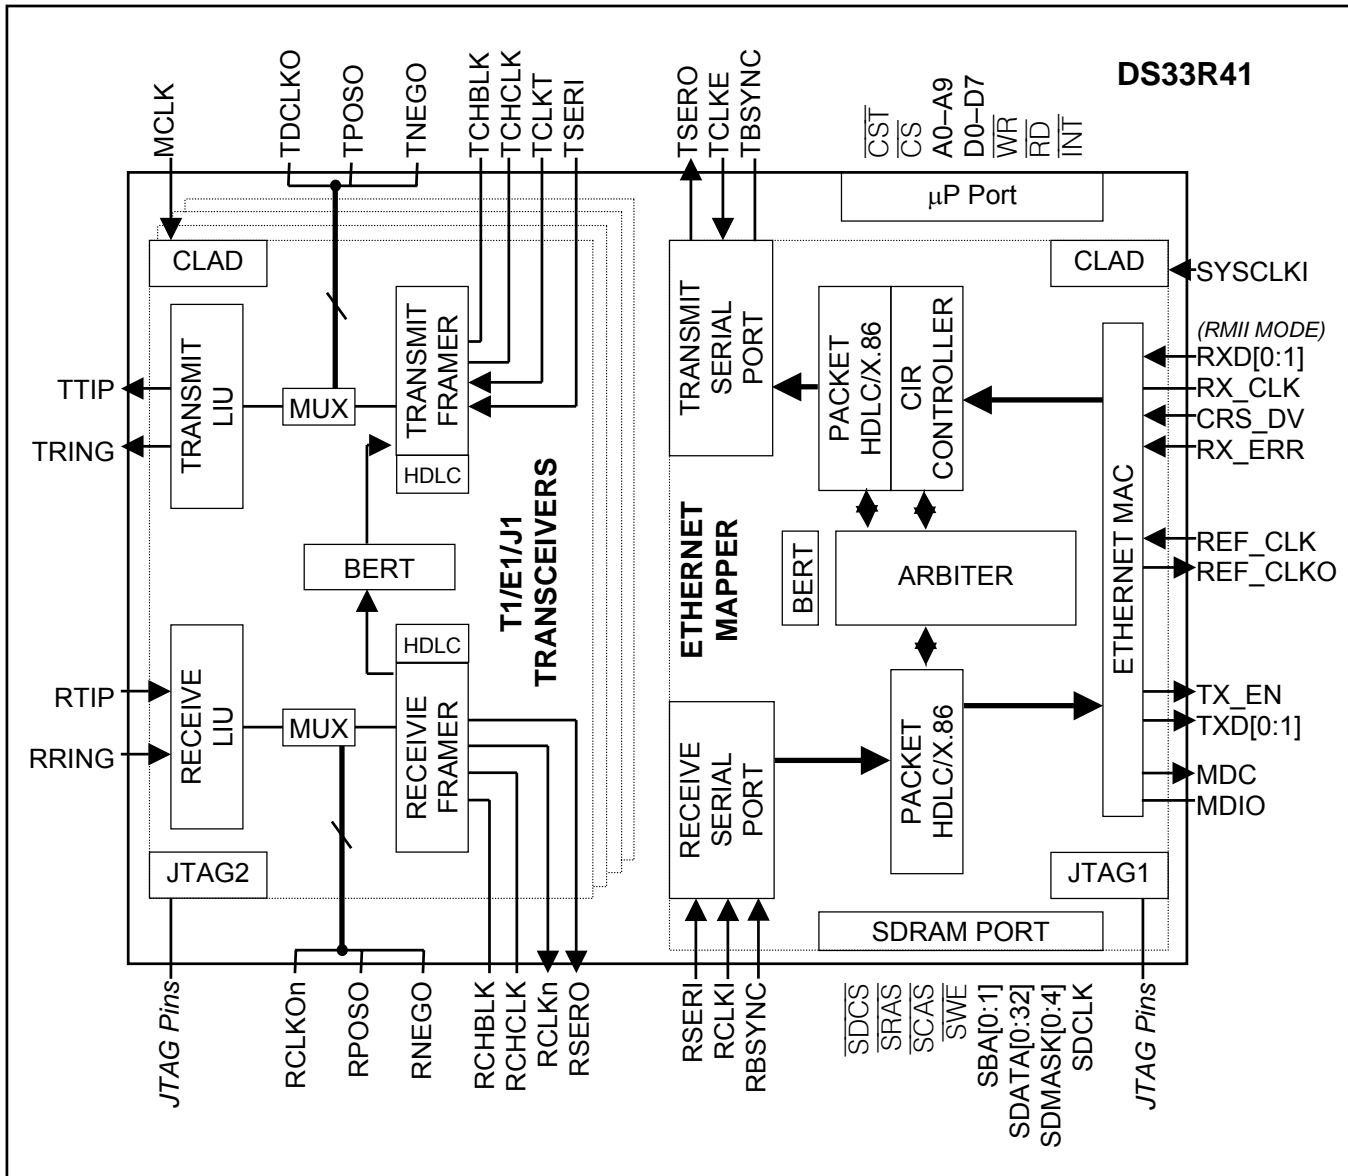 DS33R41
MCLK
TDCLKO
TPOSO
TNEGO
TCHBLK
TCHCLK
TCLKT
TSERI
TSERO
TCLKE
TBSYNC
CST
CS
A0–A9
D0–D7
WR
RD
INT
μP Port
CLAD
CLAD
SYSCLKI
TRANSMIT
LIU
MUX
TRANSMIT
FRAMER
HDLC
TRANSMIT
SERIAL
PORT
PACKET
HDLC/X.86
CIR
CONTROLLER
(RMII MODE)
RXD[0:1]
RX_CLK
CRS_DV
RX_ERR
TTIP
TRING
T1/E1/J1
TRANSCEIVERS
ETHERNET
MAPPER
BERT
BERT
ARBITER
ETHERNET MAC
REF_CLK
REF_CLKO
RTIP
RRING
RECEIVE
LIU
MUX
HDLC
RECEIVIE
FRAMER
RECEIVE
SERIAL
PORT
PACKET
HDLC/X.86
TX_EN
TXD[0:1]
MDC
MDIO
JTAG2
JTAG1
SDRAM PORT
JTAG Pins
RCLKOn
RPOSO
RNEGO
RCHBLK
RCHCLK
RCLKn
RSERO
RSERI
RCLKI
RBSYNC
SDCS
SRAS
SCAS
SWE
SBA[0:1]
SDATA[0:32]
SDMASK[0:4]
SDCLK
JTAG Pins